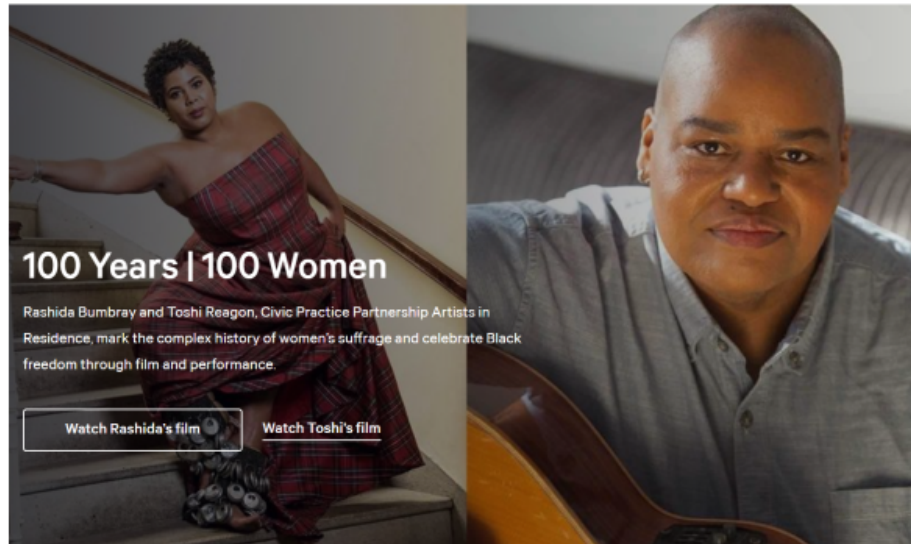 100 Years | 100 Women
Rashida Bumbray and Toshi Reagon, Civic Practice Partnership Artists in
Residence, mark the complex history of women's suffrage and celebrate Black
freedom through film and performance.
Watch Rashida's film
Watch Toshi's film